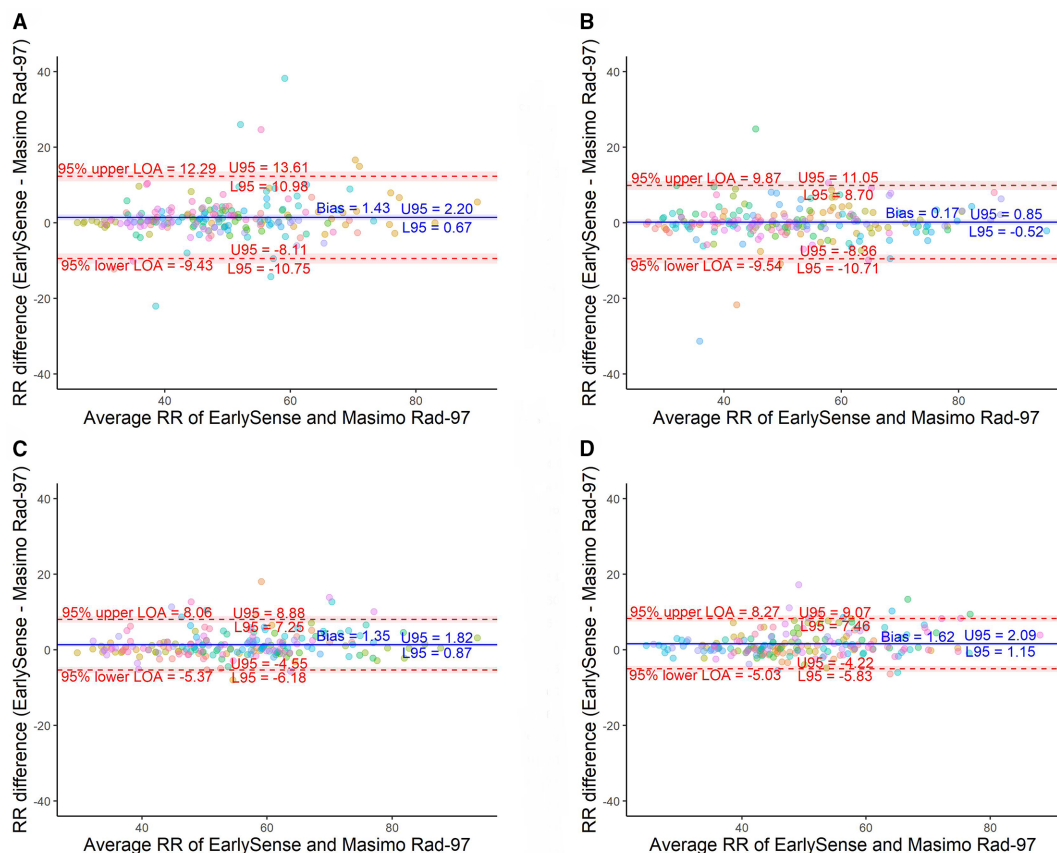 A
RR difference (EarlySense - Masimo Rad-97)
40
20
0
-20
-40
95% upper LOA = 12.29
U95 = 13.61
L95 = 10.98
Bias = 1.43
U95 = 2.20
L95 = 0.67
95% lower LOA = -9.43
U95 = -8.11
L95 = -10.75
40
60
80
Average RR of EarlySense and Masimo Rad-97
B
RR difference (EarlySense - Masimo Rad-97)
40
20
0
-20
-40
95% upper LOA = 9.87
U95 = 11.05
L95 = 8.70
Bias = 0.17
U95 = 0.85
L95 = -0.52
95% lower LOA = -9.54
U95 = -8.36
L95 = -10.71
40
60
80
Average RR of EarlySense and Masimo Rad-97
C
RR difference (EarlySense - Masimo Rad-97)
40
20
0
-20
-40
95% upper LOA = 8.06
U95 = 8.88
L95 = 7.25
Bias = 1.35
U95 = 1.82
L95 = 0.87
95% lower LOA = -5.37
U95 = -4.55
L95 = -6.18
40
60
80
Average RR of EarlySense and Masimo Rad-97
D
RR difference (EarlySense - Masimo Rad-97)
40
20
0
-20
-40
95% upper LOA = 8.27
U95 = 9.07
L95 = 7.46
Bias = 1.62
U95 = 2.09
L95 = 1.15
95% lower LOA = -5.03
U95 = -4.22
L95 = -5.83
40
60
80
Average RR of EarlySense and Masimo Rad-97